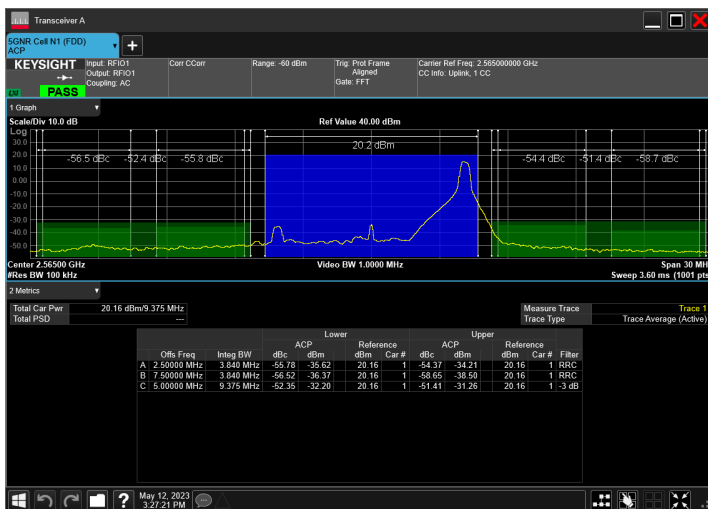 Transceiver A
5GNR Cell N1 (FDD)
ACP
KEYSIGHT
LXI
PASS
Input: RFIO1
Output: RFIO1
Coupling: AC
Corr CCorr
Range: -60 dBm
Trig: Prot Frame
Aligned
Gate: FFT
Carrier Ref Freq: 2.565000000 GHz
CC Info: Uplink, 1 CC
1 Graph
Scale/Div 10.0 dB
Ref Value 40.00 dBm
Log
30.0
20.0
10.0
0.00
-10.0
-20.0
-30.0
-40.0
-50.0
20.2 dBm
-56.5 dBc
-52.4 dBc
-55.8 dBc
-54.4 dBc
-51.4 dBc
-58.7 dBc
Center 2.56500 GHz
Video BW 1.0000 MHz
Span 30 MH
#Res BW 100 kHz
Sweep 3.60 ms (1001 pts
2 Metrics
Total Car Pwr 20.16 dBm/9.375 MHz
Total PSD ---
Measure Trace Trace 1
Trace Type Trace Average (Active)
Lower Upper
ACP Reference ACP Reference
Offs Freq Integ BW dBc dBm dBm Car # dBc dBm dBm Car # Filter
A 2.50000 MHz 3.840 MHz -55.78 -35.62 20.16 1 -54.37 -34.21 20.16 1 RRC
B 7.50000 MHz 3.840 MHz -56.52 -36.37 20.16 1 -58.65 -38.50 20.16 1 RRC
C 5.00000 MHz 9.375 MHz -52.35 -32.20 20.16 1 -51.41 -31.26 20.16 1 -3 dB
?
May 12, 2023
3:27:21 PM